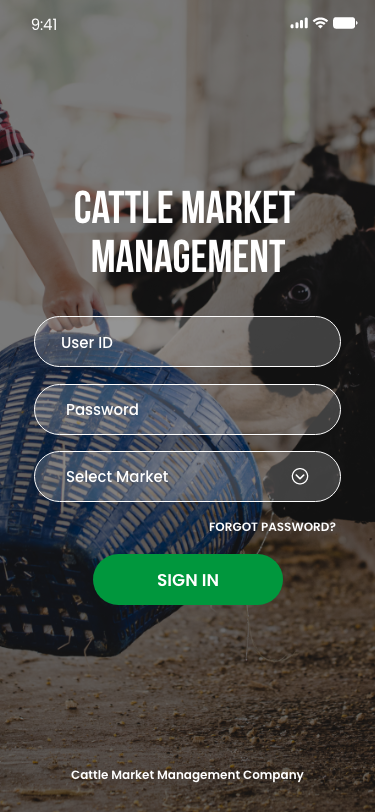 9:41
CATTLE MARKET
MANAGEMENT
User ID
Password
Select Market
FORGOT PASSWORD?
SIGN IN
Cattle Market Management Company